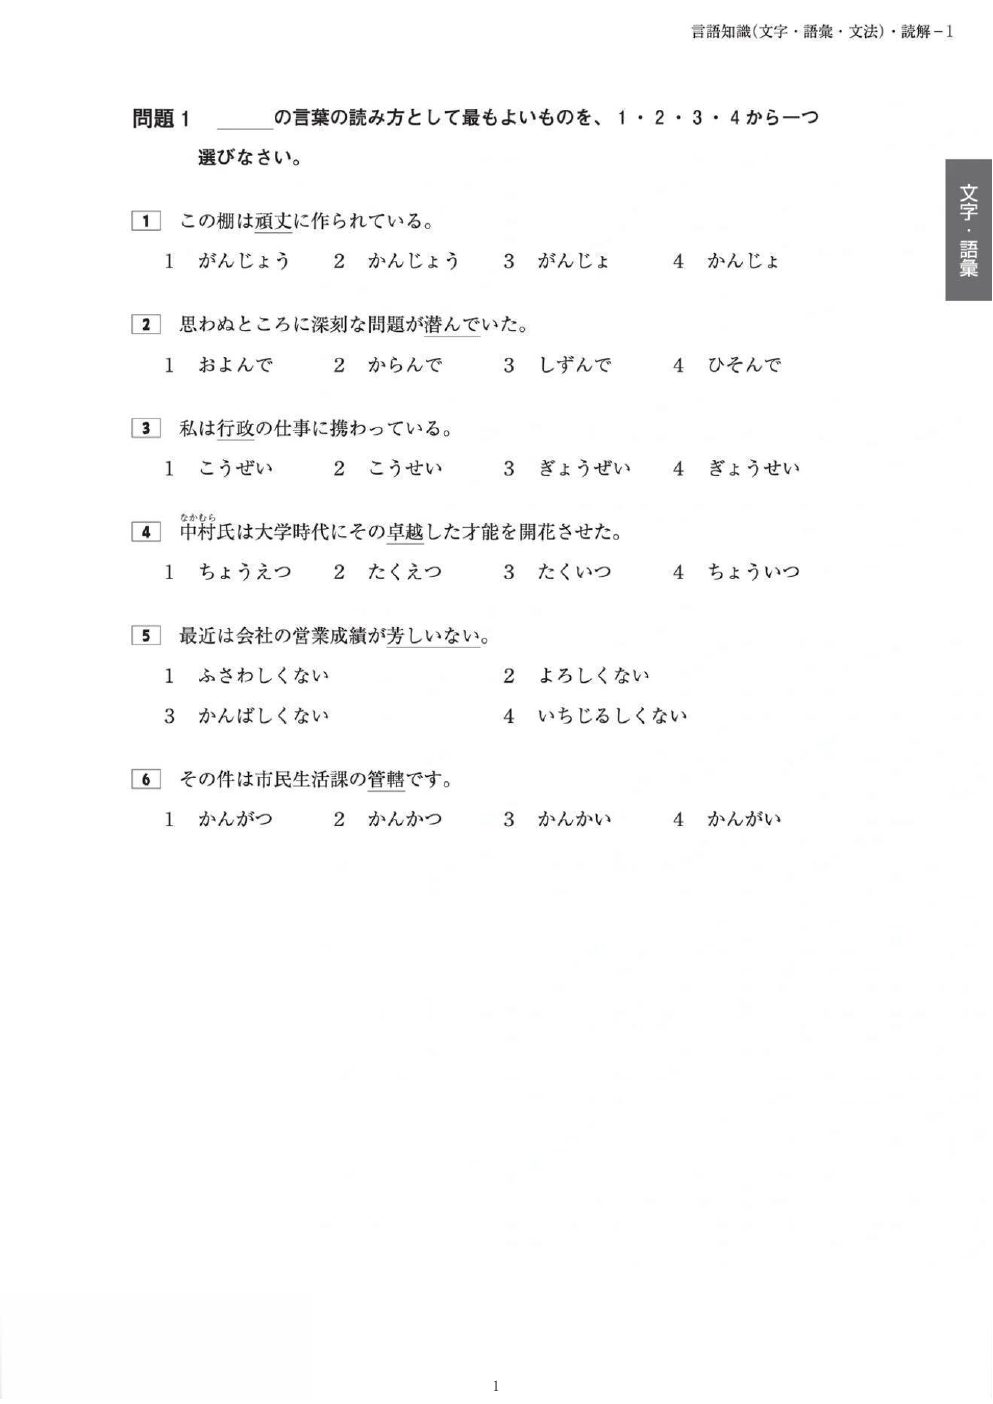 言語知識(文字・語彙・文法)・読解－1
問題1　＿＿＿の言葉の読み方として最もよいものを、1・2・3・4から一つ
選びなさい。
文字・語彙
1 この棚は頑丈に作られている。
1 がんじょう 2 かんじょう 3 がんじょ 4 かんじょ
2 思わぬところに深刻な問題が潜んでいた。
1 およんで 2 からんで 3 しずんで 4 ひそんで
3 私は行政の仕事に携わっている。
1 こうぜい 2 こうせい 3 ぎょうぜい 4 ぎょうせい
なかむら
4 中村氏は大学時代にその卓越した才能を開花させた。
1 ちょうえつ 2 たくえつ 3 たくいつ 4 ちょういつ
5 最近は会社の営業成績が芳しいない。
1 ふさわしくない 2 よろしくない
3 かんばしくない 4 いちじるしくない
6 その件は市民生活課の管轄です。
1 かんがつ 2 かんかつ 3 かんかい 4 かんがい
1